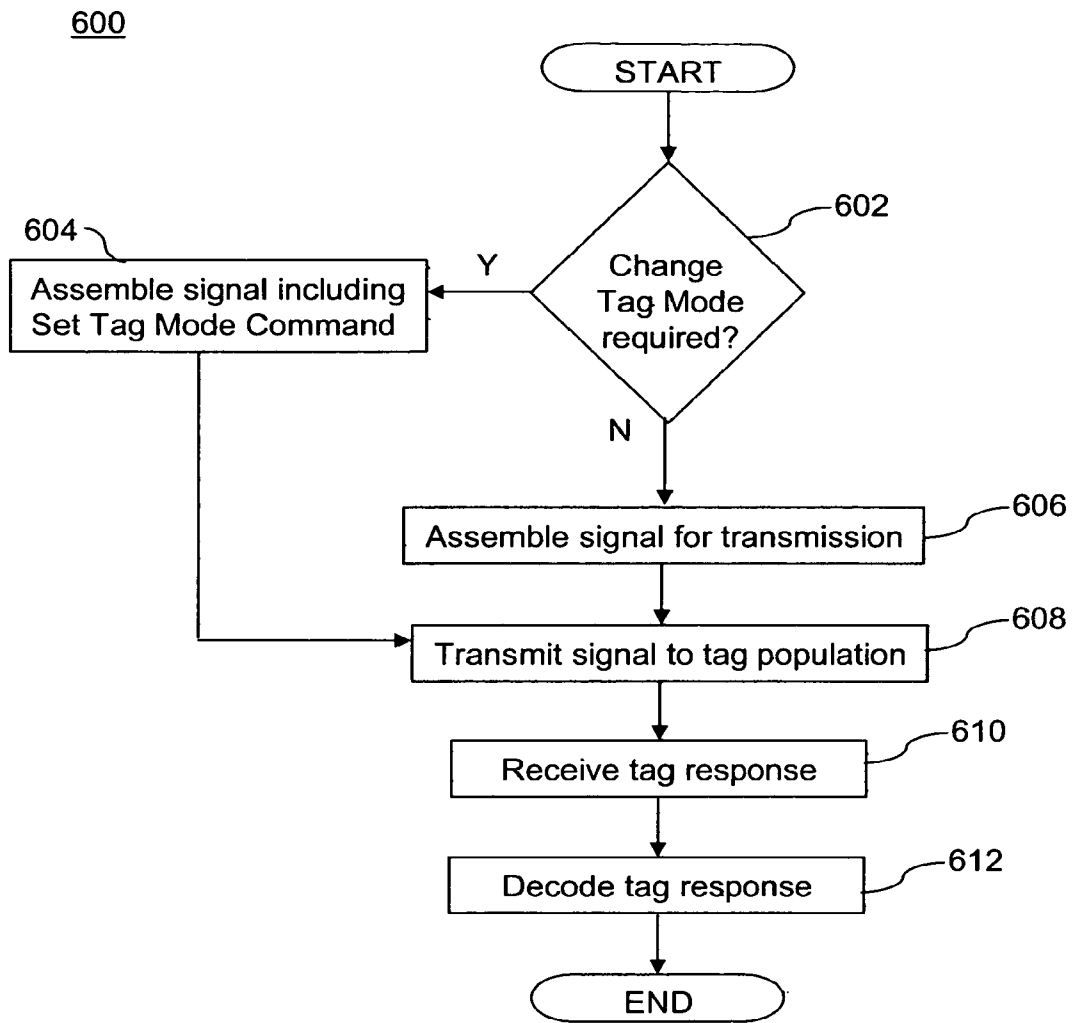 600
START
602
Change
Tag Mode
required?
Y
604
Assemble signal including
Set Tag Mode Command
N
606
Assemble signal for transmission
608
Transmit signal to tag population
610
Receive tag response
612
Decode tag response
END